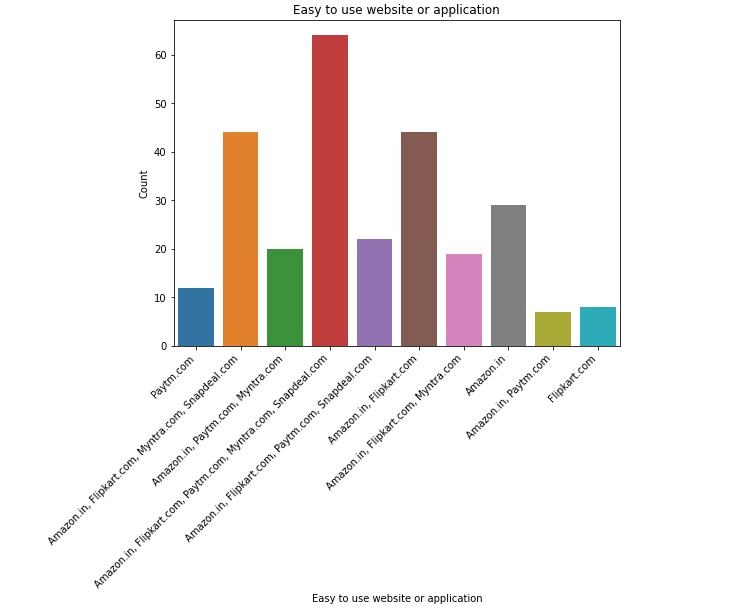 Easy to use website or application
Count
60
50
40
30
20
10
0
Paytm.com
Amazon.in, Flipkart.com, Myntra.com, Snapdeal.com
Amazon.in, Paytm.com, Myntra.com
Amazon.in, Flipkart.com, Paytm.com, Myntra.com, Snapdeal.com
Amazon.in, Flipkart.com, Paytm.com, Snapdeal.com
Amazon.in, Flipkart.com
Amazon.in, Flipkart.com, Myntra.com
Amazon.in
Amazon.in, Paytm.com
Flipkart.com
Easy to use website or application